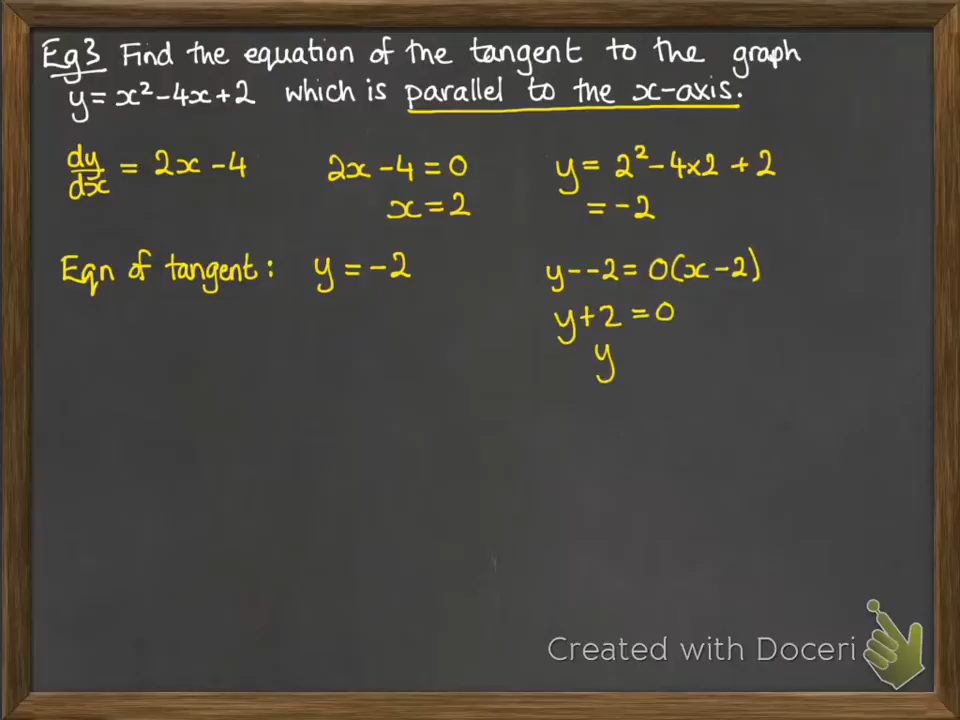 Eg3 Find the equation of the tangent to the graph
y = x² - 4x + 2 which is parallel to the x-axis.
dy/dx = 2x - 4
2x - 4 = 0
x = 2
y = 2² - 4x2 + 2
= -2
Eqn of tangent: y = -2
y - -2 = 0(x - 2)
y + 2 = 0
y
Created with Doceri